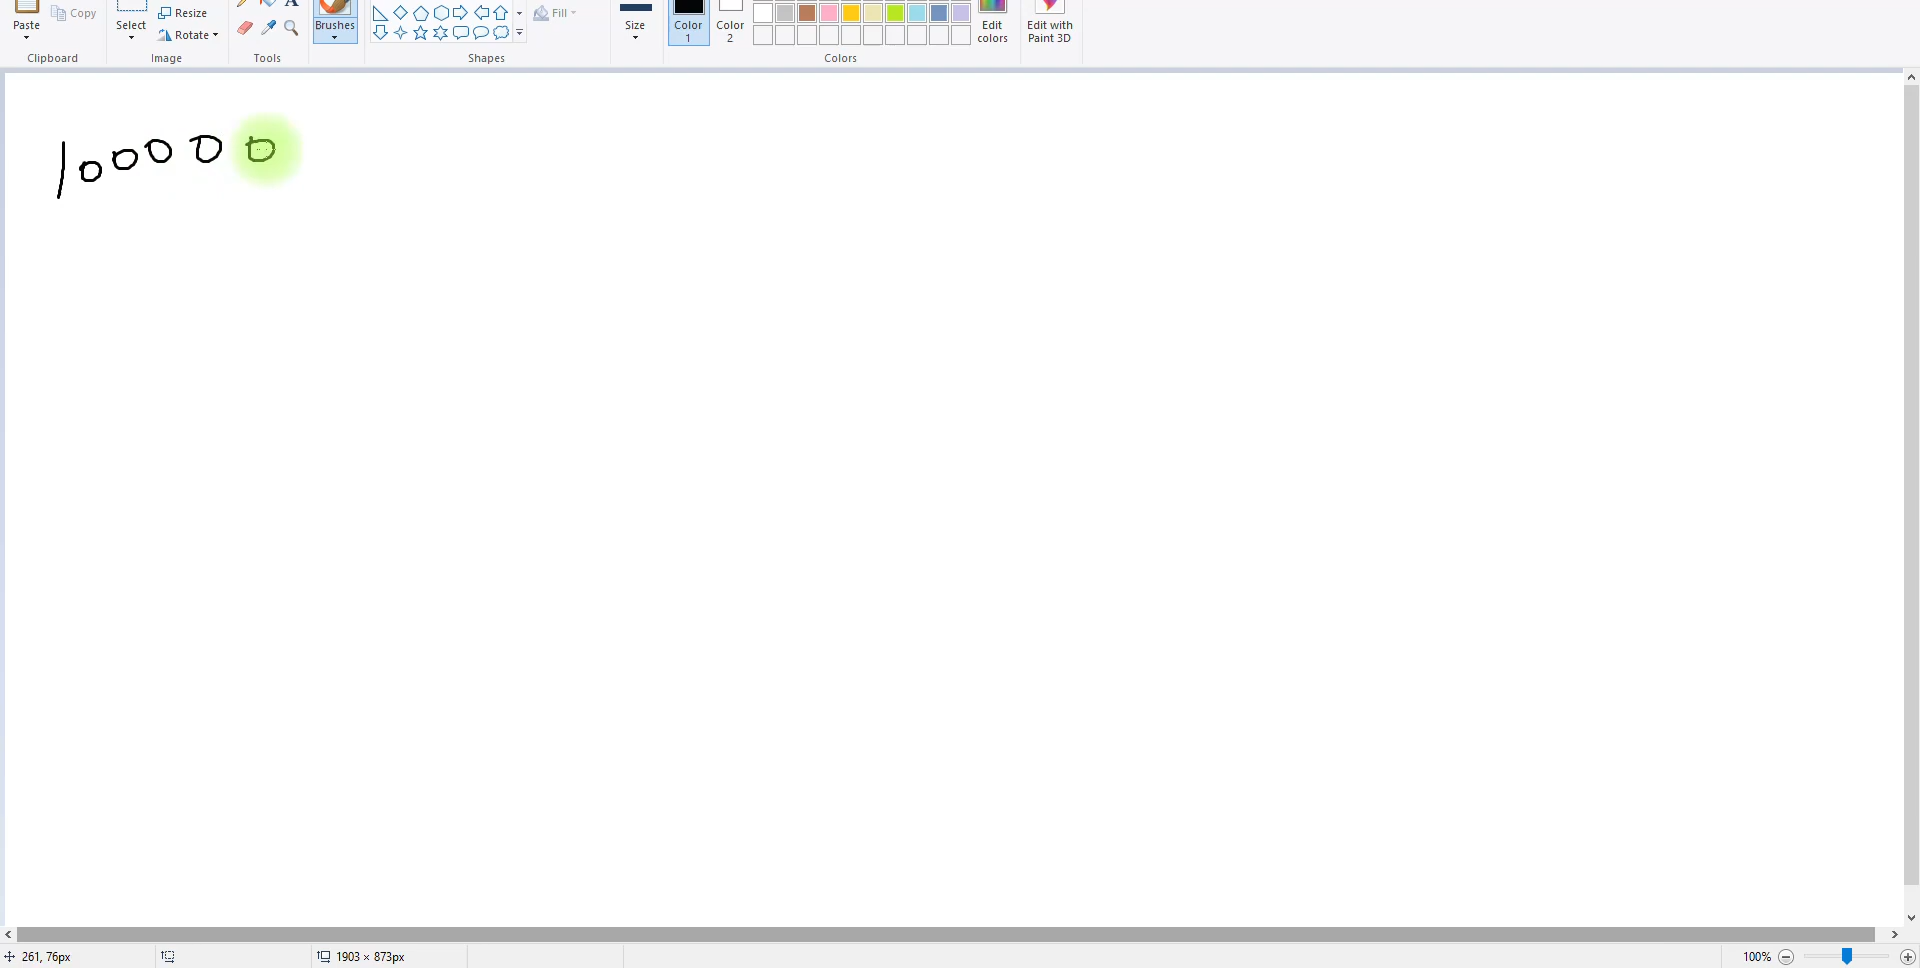 Paste
Copy
Select
Resize
Rotate
Brushes
Fill
Size
Color 1
Color 2
Edit colors
Edit with Paint 3D
Clipboard
Image
Tools
Shapes
Colors
100000
261, 76px
1903 × 873px
100%